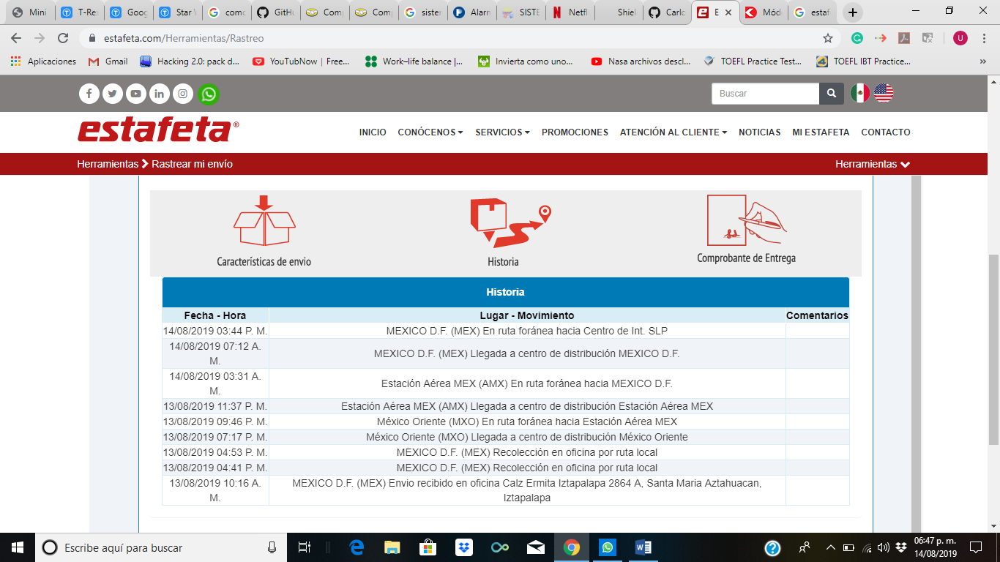 Mini
T-Rex
Goog
Star W
como
GitHu
Comp
Comp
sister
Alarm
SISTE
Netfl
Shiel
Carlo
E
Mód
estaf
estafeta.com/Herramientas/Rastreo
U
Aplicaciones
Gmail
Hacking 2.0: pack d...
YouTubNow | Free...
Work–life balance |...
Invierta como uno...
Nasa archivos descl...
TOEFL Practice Test...
TOEFL IBT Practice...
»
Buscar
estafeta®
INICIO
CONÓCENOS
SERVICIOS
PROMOCIONES
ATENCIÓN AL CLIENTE
NOTICIAS
MI ESTAFETA
CONTACTO
Herramientas
Rastrear mi envío
Herramientas
Características de envio
Historia
Comprobante de Entrega
Historia
Fecha - Hora Lugar - Movimiento Comentarios
14/08/2019 03:44 P. M. MEXICO D.F. (MEX) En ruta foránea hacia Centro de Int. SLP
14/08/2019 07:12 A.
M.
MEXICO D.F. (MEX) Llegada a centro de distribución MEXICO D.F.
14/08/2019 03:31 A.
M.
Estación Aérea MEX (AMX) En ruta foránea hacia MEXICO D.F.
13/08/2019 11:37 P. M. Estación Aérea MEX (AMX) Llegada a centro de distribución Estación Aérea MEX
13/08/2019 09:46 P. M. México Oriente (MXO) En ruta foránea hacia Estación Aérea MEX
13/08/2019 07:17 P. M. México Oriente (MXO) Llegada a centro de distribución México Oriente
13/08/2019 04:53 P. M. MEXICO D.F. (MEX) Recolección en oficina por ruta local
13/08/2019 04:41 P. M. MEXICO D.F. (MEX) Recolección en oficina por ruta local
13/08/2019 10:16 A.
M.
MEXICO D.F. (MEX) Envio recibido en oficina Calz Ermita Iztapalapa 2864 A, Santa Maria Aztahuacan,
Iztapalapa
Escribe aquí para buscar
06:47 p. m.
14/08/2019